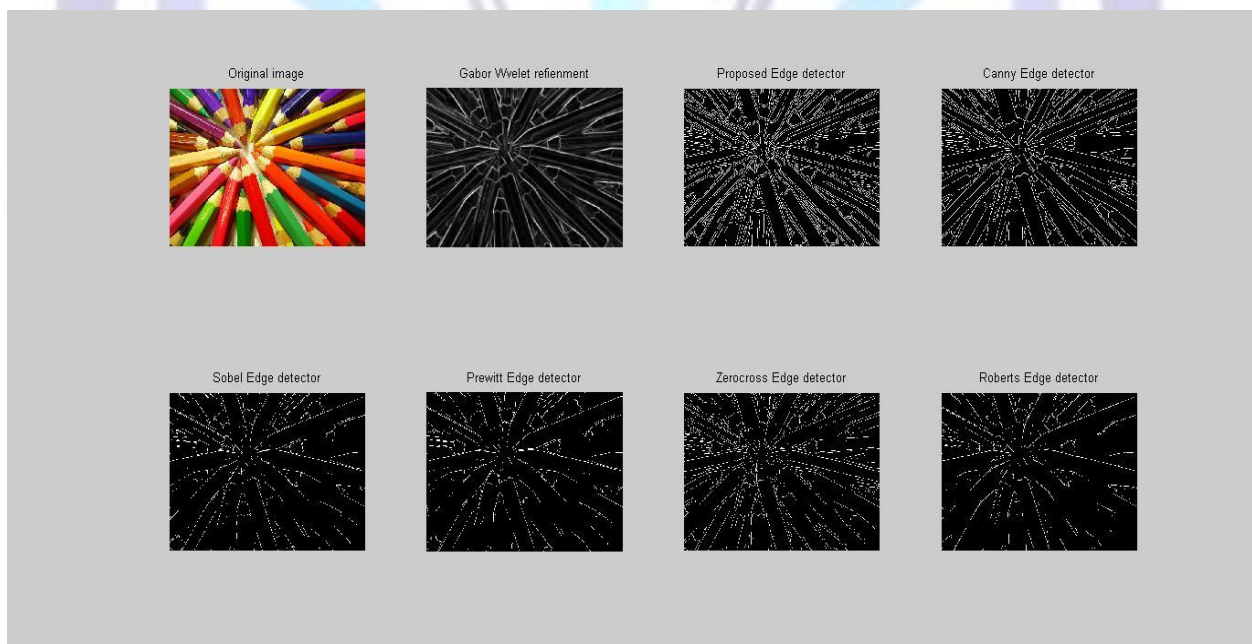 Original image
Gabor Wvelet refienment
Proposed Edge detector
Canny Edge detector
Sobel Edge detector
Prewitt Edge detector
Zerocross Edge detector
Roberts Edge detector